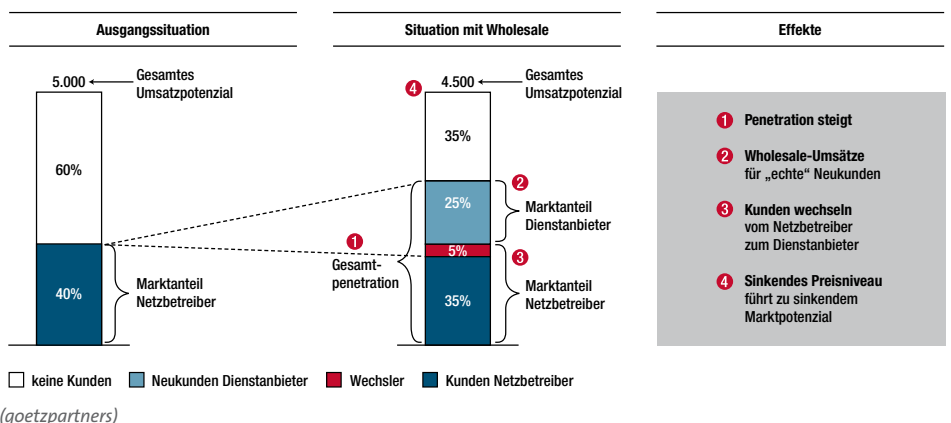 Ausgangssituation
5.000
Gesamtes
Umsatzpotenzial
60%
40%
Marktanteil
Netzbetreiber
Situation mit Wholesale
4
4.500
Gesamtes
Umsatzpotenzial
35%
25%
2
Marktanteil
Dienstanbieter
1
Gesamt-
penetration
5%
3
35%
Marktanteil
Netzbetreiber
Effekte
1 Penetration steigt
2 Wholesale-Umsätze
für „echte“ Neukunden
3 Kunden wechseln
vom Netzbetreiber
zum Dienstanbieter
4 Sinkendes Preisniveau
führt zu sinkendem
Marktpotenzial
keine Kunden Neukunden Dienstanbieter Wechsler Kunden Netzbetreiber
(goetzpartners)